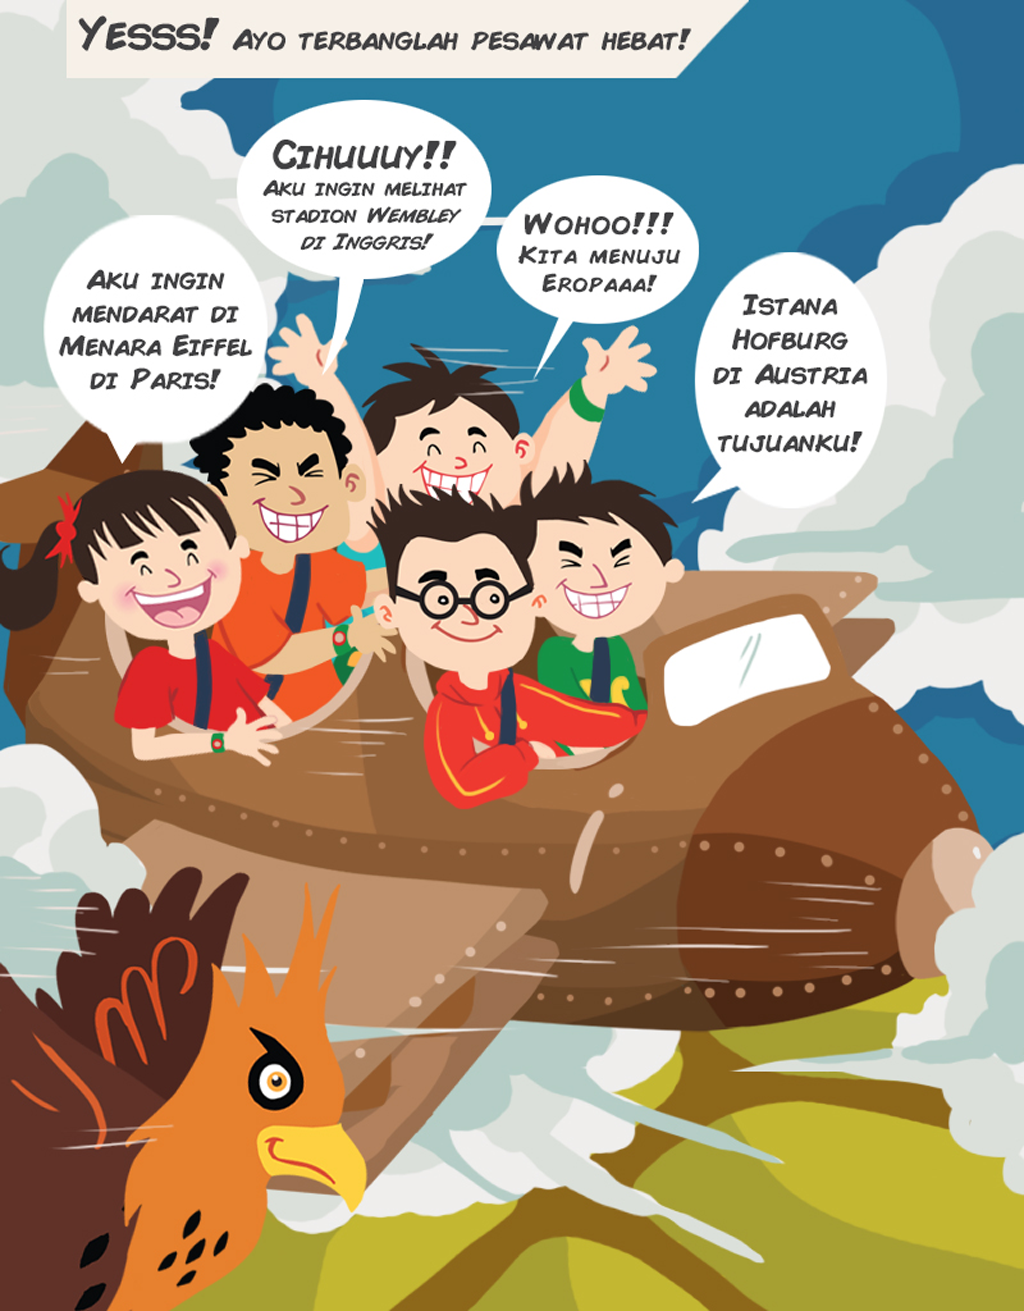 YESSS! AYO TERBANGLAH PESAWAT HEBAT!
CIHUUUY!!
AKU INGIN MELIHAT
STADION WEMBLEY
DI INGGRIS!
WOHOO!!!
KITA MENUJU
EROPAAA!
AKU INGIN
MENDARAT DI
MENARA EIFFEL
DI PARIS!
ISTANA
HOFBURG
DI AUSTRIA
ADALAH
TUJUANKU!